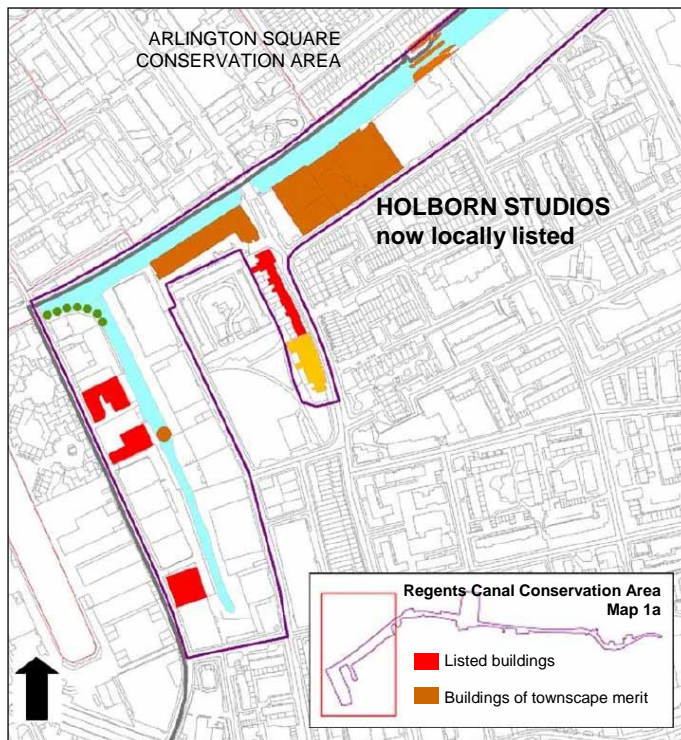 ARLINGTON SQUARE
CONSERVATION AREA
HOLBORN STUDIOS
now locally listed
Regents Canal Conservation Area
Map 1a
Listed buildings
Buildings of townscape merit